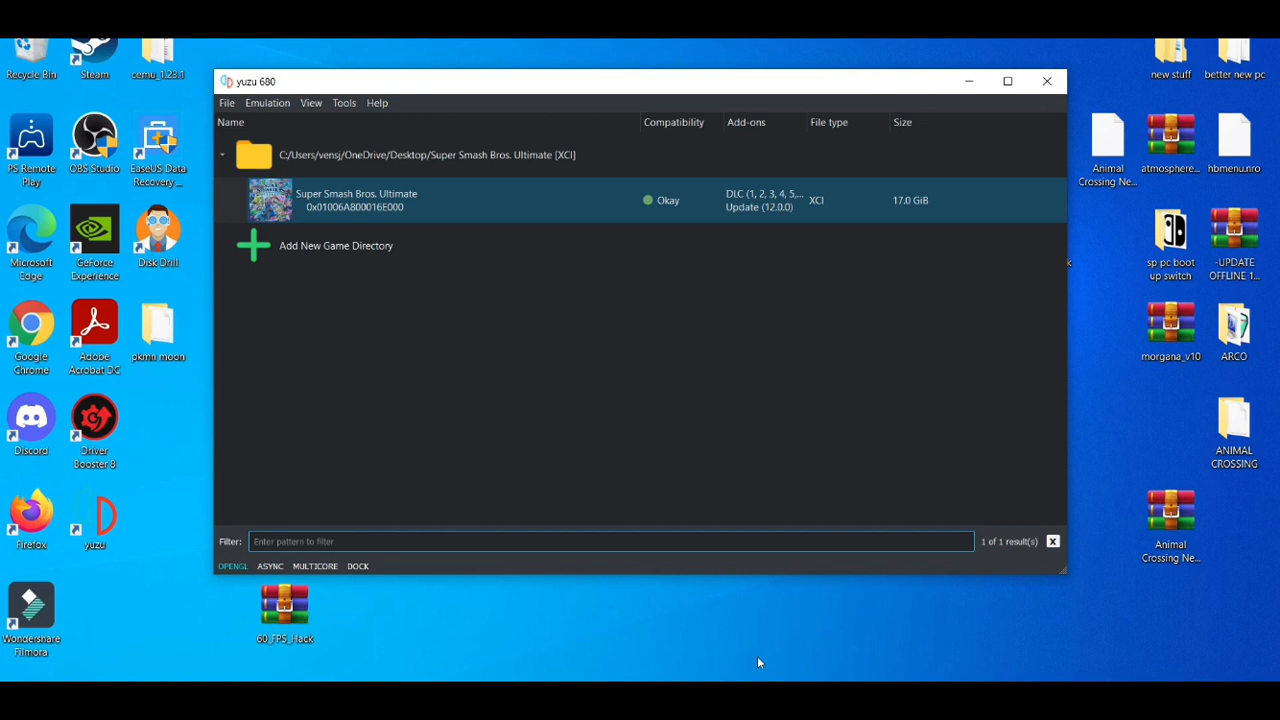 yuzu 680
File Emulation View Tools Help
Name Compatibility Add-ons File type Size
C:/Users/vensj/OneDrive/Desktop/Super Smash Bros. Ultimate [XCI]
Super Smash Bros. Ultimate
0x01006A800016E000
Okay
DLC (1, 2, 3, 4, 5,...
Update (12.0.0)
XCI
17.0 GiB
Add New Game Directory
Filter: Enter pattern to filter 1 of 1 result(s) X
OPENGL ASYNC MULTICORE DOCK
Recycle Bin
Steam
cemu_1.23.1
PS Remote
Play
OBS Studio
EaseUS Data
Recovery ...
Microsoft
Edge
GeForce
Experience
Disk Drill
Google
Chrome
Adobe
Acrobat DC
pkmn moon
Discord
Driver
Booster 8
Firefox
yuzu
Wondershare
Filmora
60_FPS_Hack
new stuff
better new pc
Animal
Crossing Ne...
atmosphere...
hbmenu.nro
sp pc boot
up switch
-UPDATE
OFFLINE 1...
morgana_v10
ARCO
ANIMAL
CROSSING
Animal
Crossing Ne...